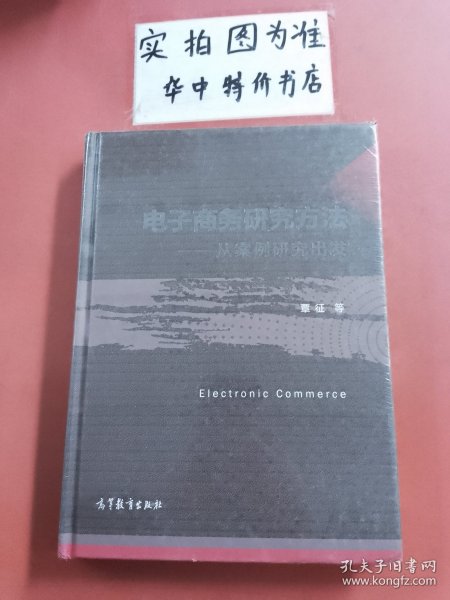 实拍图为准
华中特价书店
电子商务研究方法
从案例研究出发
覃征 等
Electronic Commerce
高等教育出版社
孔夫子旧书网
www.kongfz.com